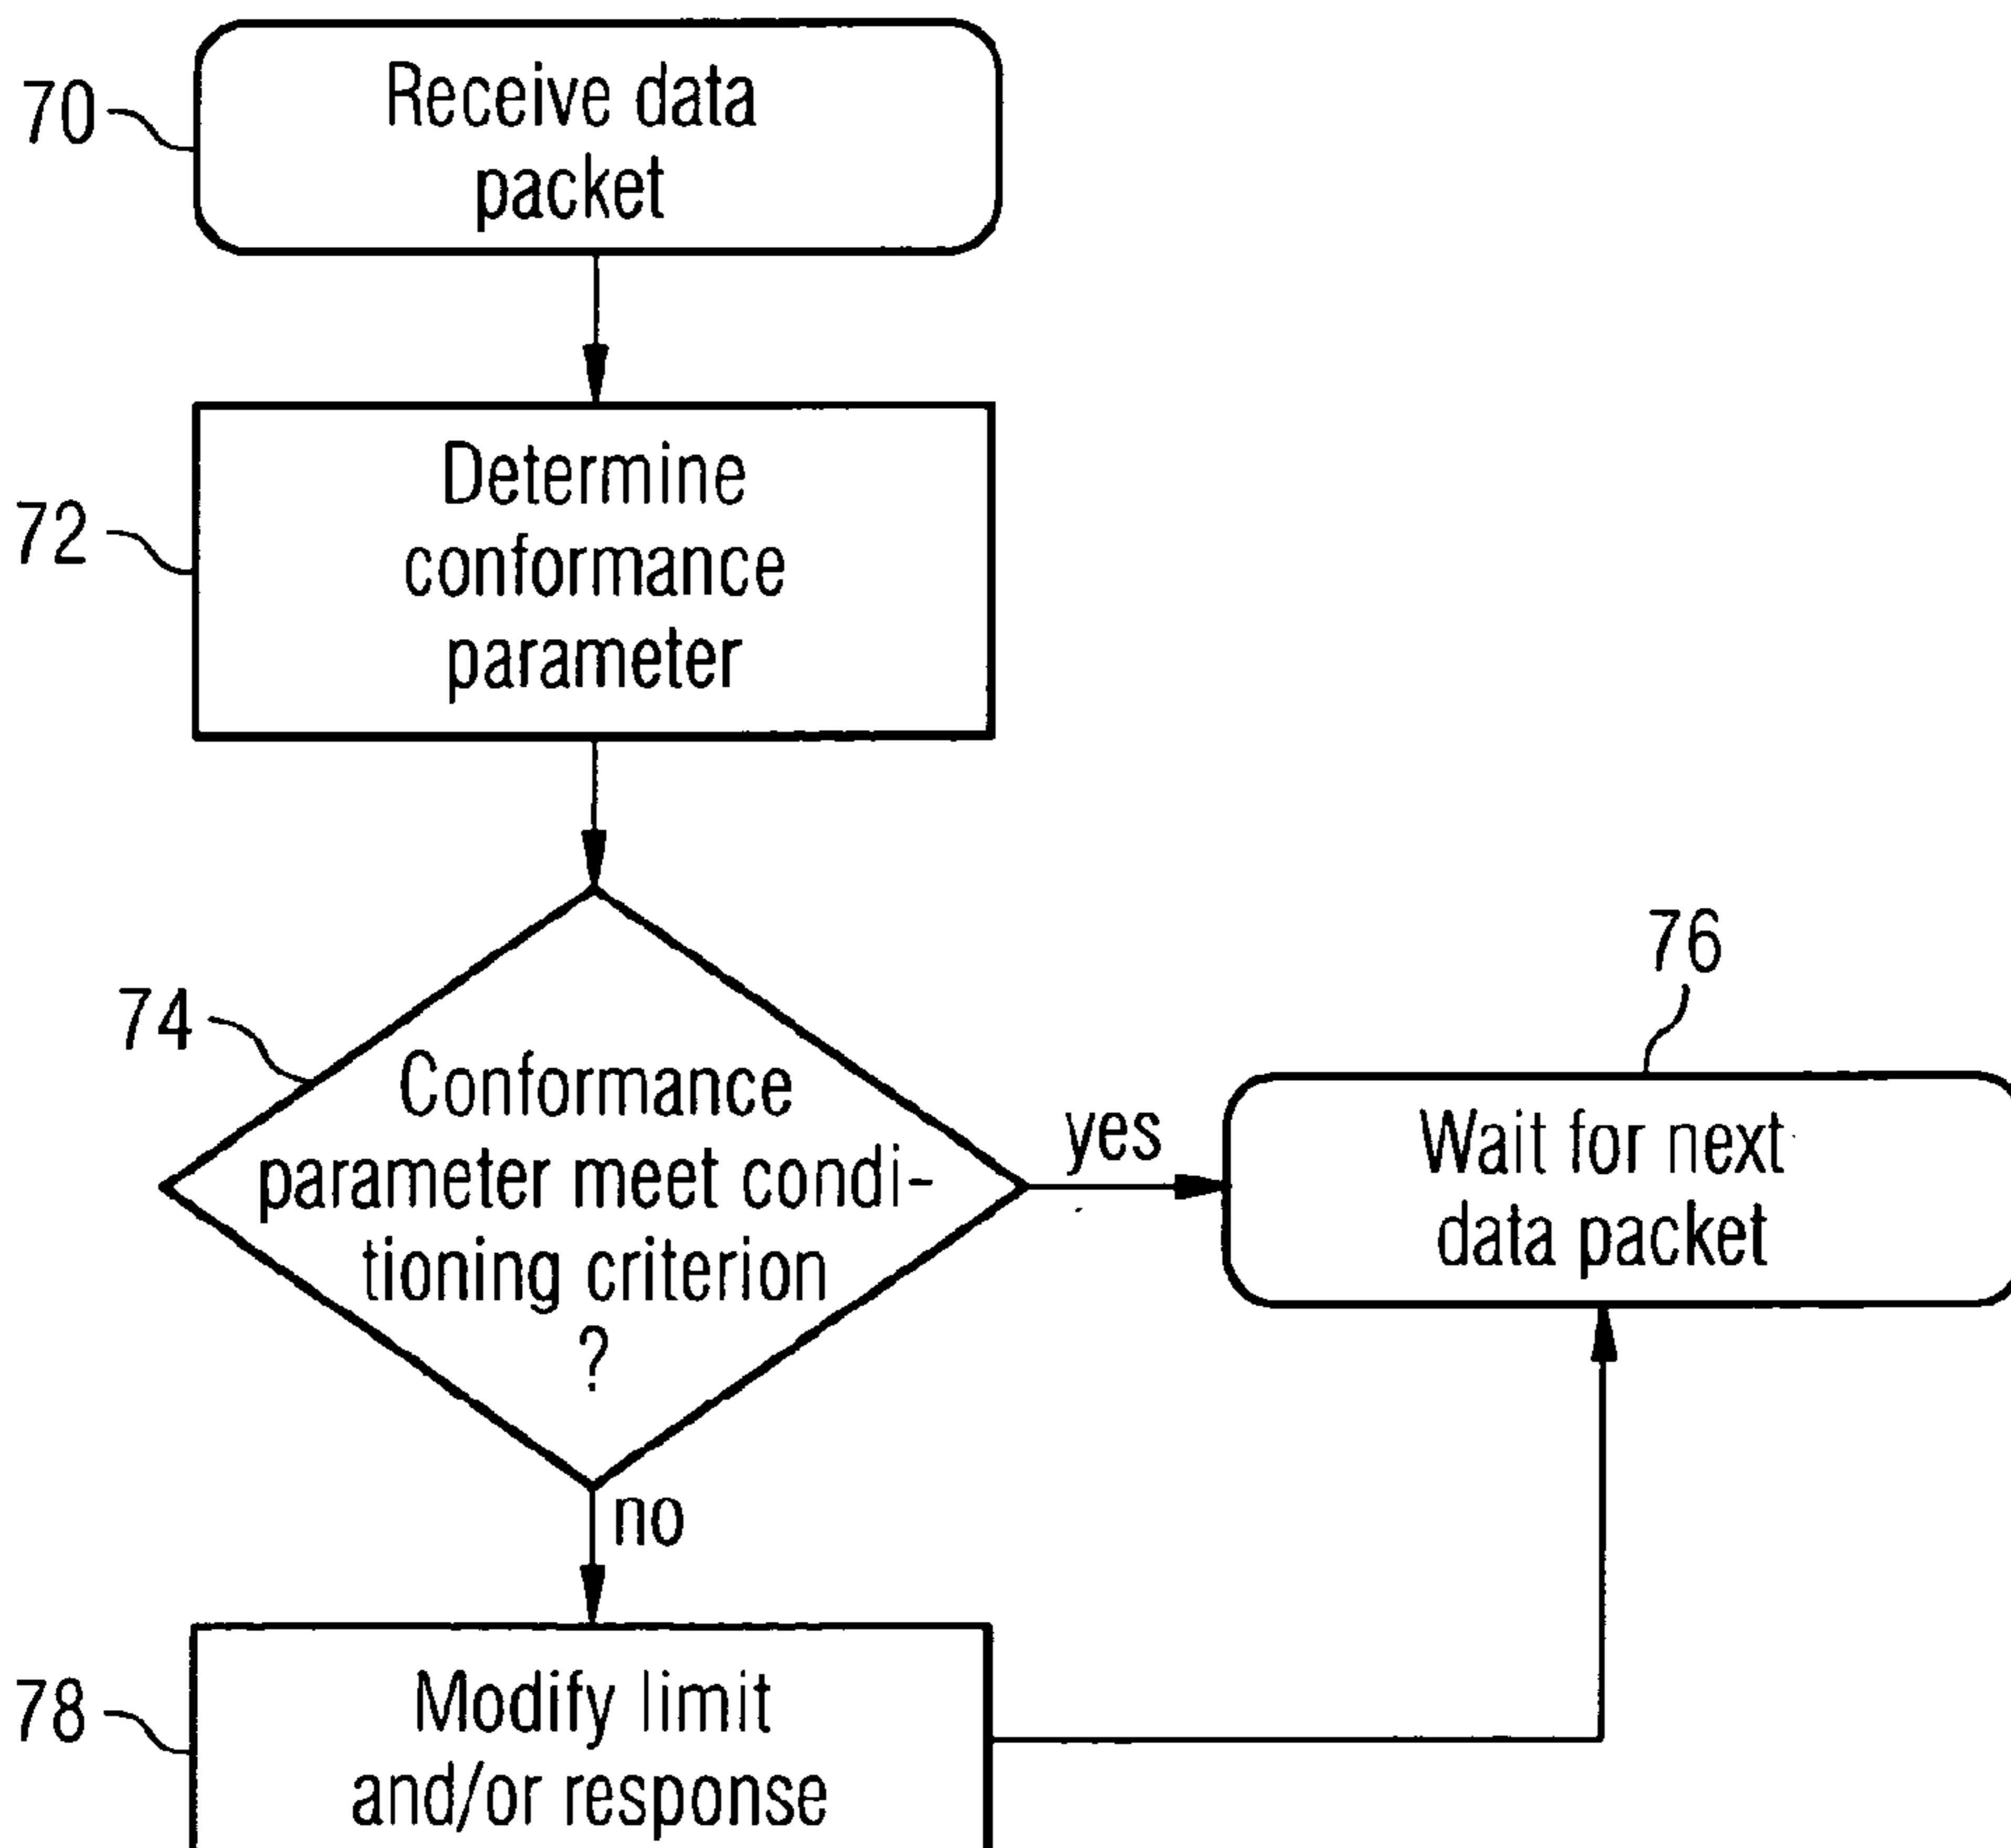 70
Receive data
packet
72
Determine
conformance
parameter
74
Conformance
parameter meet condi-
tioning criterion
?
yes
76
Wait for next
data packet
no
78
Modify limit
and/or response